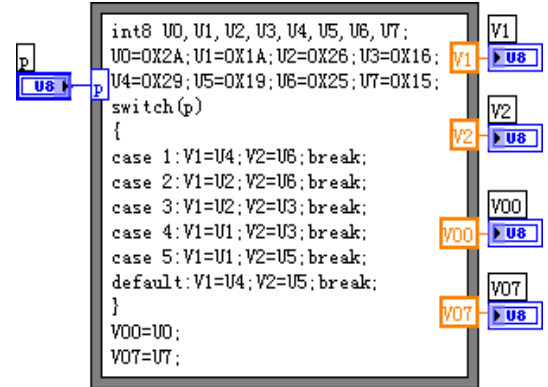 int8 U0,U1,U2,U3,U4,U5,U6,U7;
U0=0X2A;U1=0X1A;U2=0X26;U3=0X16;
U4=0X29;U5=0X19;U6=0X25;U7=0X15;
switch(p)
{
case 1:V1=U4;V2=U6;break;
case 2:V1=U2;V2=U6;break;
case 3:V1=U2;V2=U3;break;
case 4:V1=U1;V2=U3;break;
case 5:V1=U1;V2=U5;break;
default:V1=U4;V2=U5;break;
}
V00=U0;
V07=U7;
p
U8
p
V1
V1
U8
V2
V2
U8
V00
V00
U8
V07
V07
U8